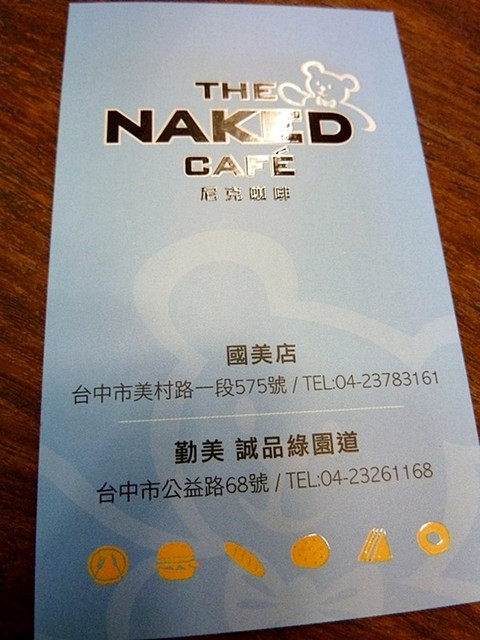 THE
NAKED
CAFÉ
尼克咖啡
國美店
台中市美村路一段575號 / TEL:04-23783161
勤美 誠品綠園道
台中市公益路68號 / TEL:04-23261168